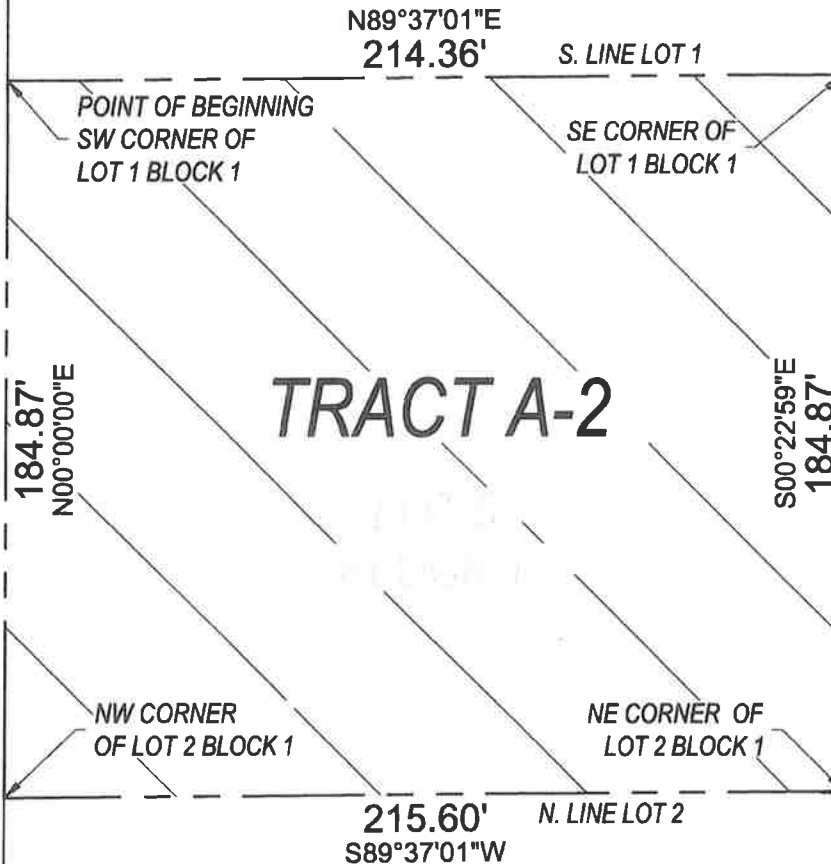 N89°37'01"E
214.36'
S. LINE LOT 1
POINT OF BEGINNING
SW CORNER OF
LOT 1 BLOCK 1
SE CORNER OF
LOT 1 BLOCK 1
184.87'
N00°00'00"E
TRACT A-2
S00°22'59"E
184.87'
NW CORNER
OF LOT 2 BLOCK 1
NE CORNER OF
LOT 2 BLOCK 1
215.60'
N. LINE LOT 2
S89°37'01"W